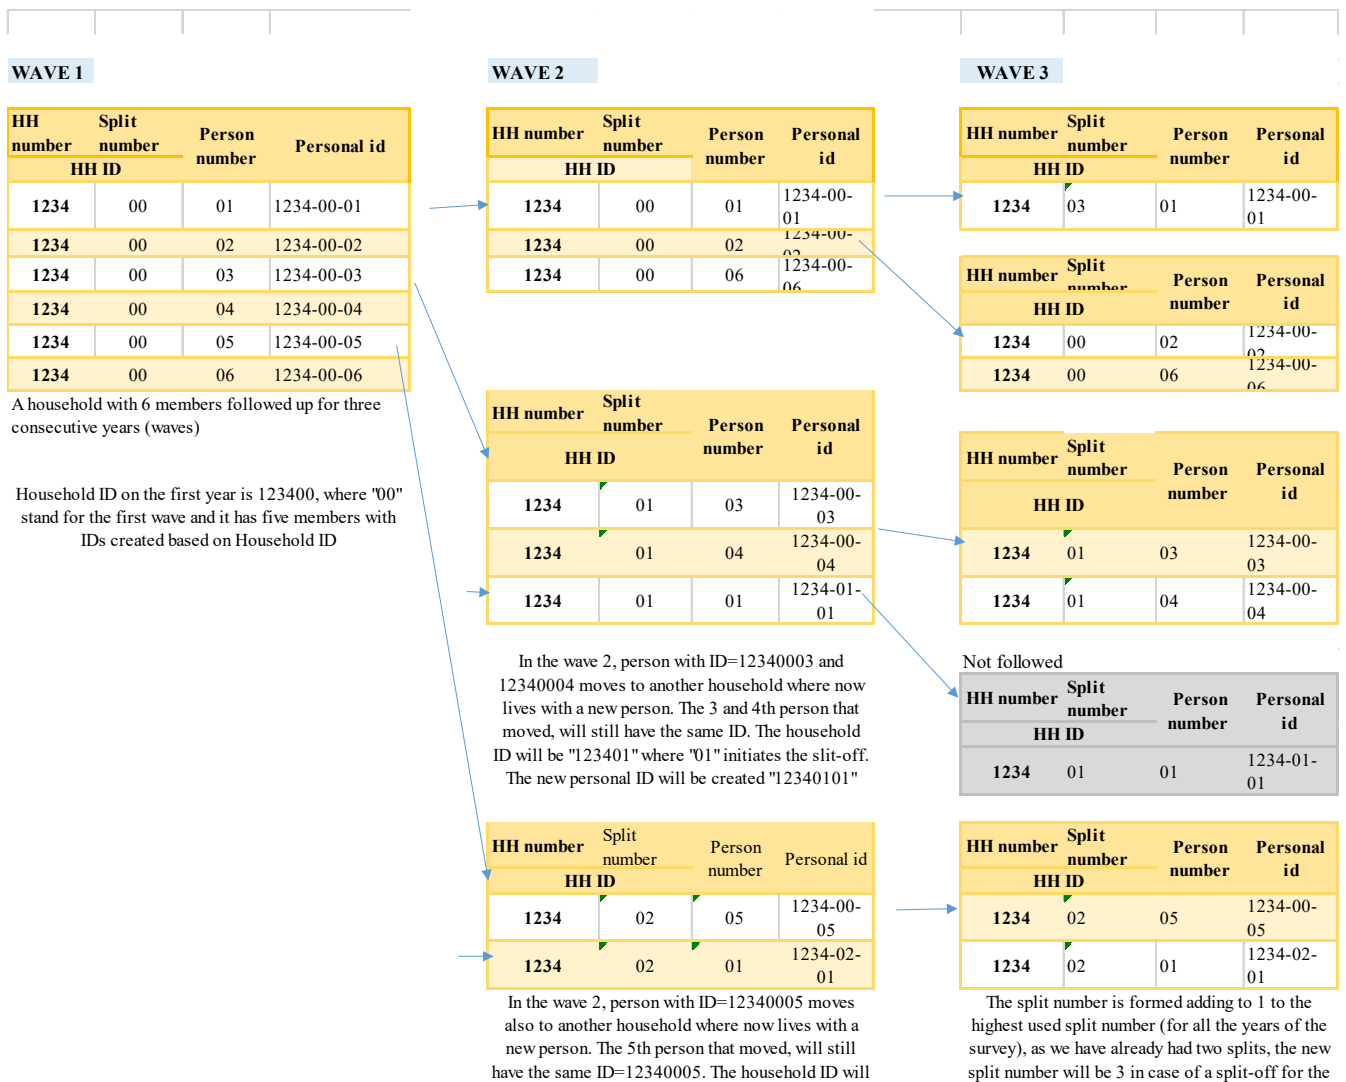 WAVE 1
HH number
Split number
Person number
Personal id
HH ID
1234 00 01 1234-00-01
1234 00 02 1234-00-02
1234 00 03 1234-00-03
1234 00 04 1234-00-04
1234 00 05 1234-00-05
1234 00 06 1234-00-06
A household with 6 members followed up for three
consecutive years (waves)
Household ID on the first year is 123400, where "00"
stand for the first wave and it has five members with
IDs created based on Household ID
WAVE 2
HH number
Split number
Person number
Personal id
HH ID
1234 00 01 1234-00-01
1234 00 02 1234-00-02
1234 00 06 1234-00-06
HH number
Split number
Person number
Personal id
HH ID
1234 01 03 1234-00-03
1234 01 04 1234-00-04
1234 01 01 1234-01-01
In the wave 2, person with ID=12340003 and
12340004 moves to another household where now
lives with a new person. The 3 and 4th person that
moved, will still have the same ID. The household
ID will be "123401" where "01" initiates the slit-off.
The new personal ID will be created "12340101"
HH number
Split number
Person number
Personal id
HH ID
1234 02 05 1234-00-05
1234 02 01 1234-02-01
In the wave 2, person with ID=12340005 moves
also to another household where now lives with a
new person. The 5th person that moved, will still
have the same ID=12340005. The household ID will
WAVE 3
HH number
Split number
Person number
Personal id
HH ID
1234 03 01 1234-00-01
HH number
Split number
Person number
Personal id
HH ID
1234 00 02 1234-00-02
1234 00 06 1234-00-06
HH number
Split number
Person number
Personal id
HH ID
1234 01 03 1234-00-03
1234 01 04 1234-00-04
Not followed
HH number
Split number
Person number
Personal id
HH ID
1234 01 01 1234-01-01
HH number
Split number
Person number
Personal id
HH ID
1234 02 05 1234-00-05
1234 02 01 1234-02-01
The split number is formed adding to 1 to the
highest used split number (for all the years of the
survey), as we have already had two splits, the new
split number will be 3 in case of a split-off for the